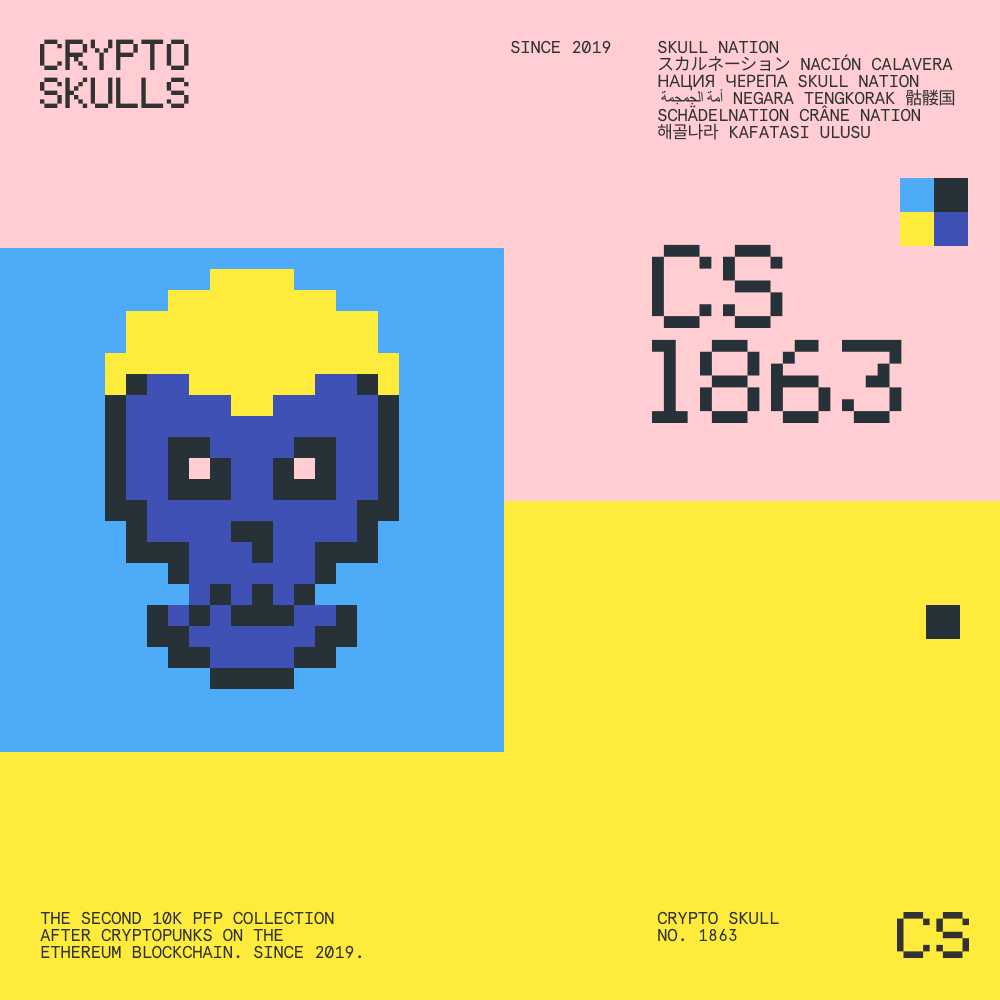 CRYPTO
SKULLS
SINCE 2019
SKULL NATION
スカルネーション NACIÓN CALAVERA
НАЦИЯ ЧЕРЕПА SKULL NATION
أمة الجمجمة NEGARA TENGKORAK 骷髅国
SCHÄDELNATION CRÂNE NATION
해골나라 KAFATASI ULUSU
CS
1863
THE SECOND 10K PFP COLLECTION
AFTER CRYPTOPUNKS ON THE
ETHEREUM BLOCKCHAIN. SINCE 2019.
CRYPTO SKULL
NO. 1863
CS